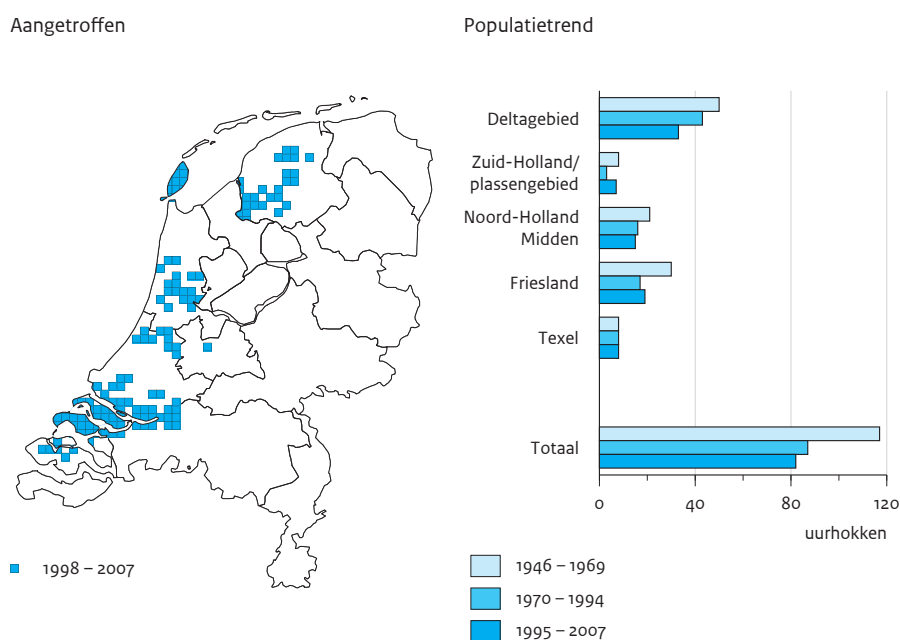 Aangetroffen
1998 – 2007
Populatietrend
Deltagebied
Zuid-Holland/
plassengebied
Noord-Holland
Midden
Friesland
Texel
Totaal
0 40 80 120
uurhokken
1946 – 1969
1970 – 1994
1995 – 2007